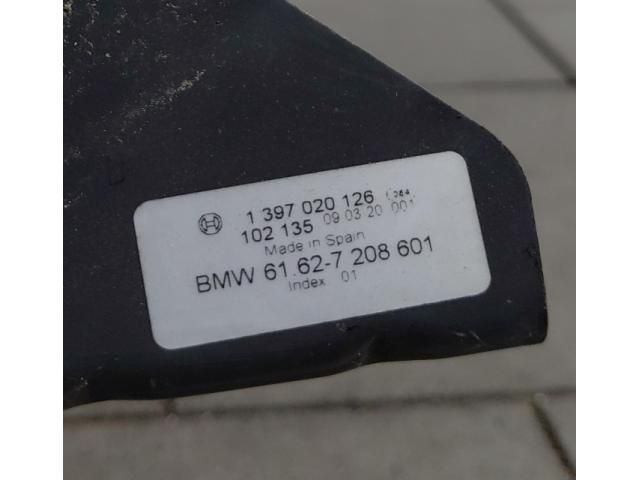 1 397 020 126 244
102 135 09 03 20 001
Made in Spain
BMW 61.62-7 208 601
Index 01